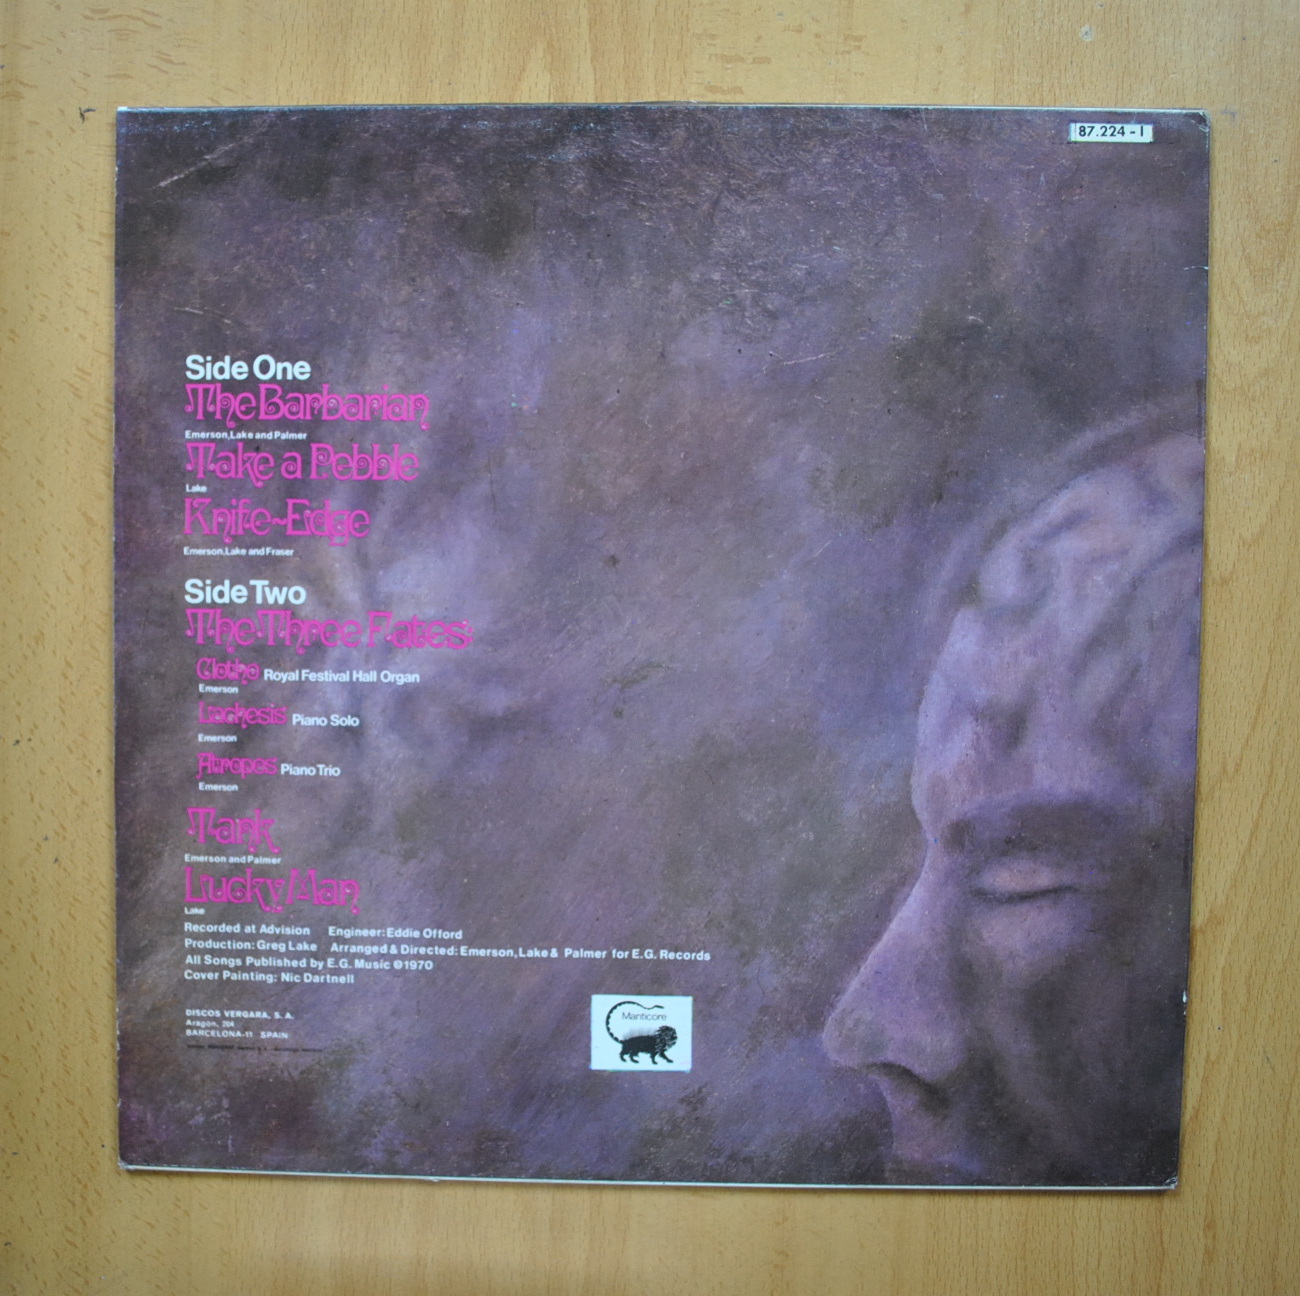 87.224 - I
Side One
The Barbarian
Emerson, Lake and Palmer
Take a Pebble
Lake
Knife~Edge
Emerson, Lake and Fraser
Side Two
The Three Fates:
Clotho Royal Festival Hall Organ
Emerson
Lachesis Piano Solo
Emerson
Atropos Piano Trio
Emerson
Tank
Emerson and Palmer
Lucky Man
Lake
Recorded at Advision Engineer: Eddie Offord
Production: Greg Lake Arranged & Directed: Emerson, Lake & Palmer for E.G. Records
All Songs Published by E.G. Music ©1970
Cover Painting: Nic Dartnell
DISCOS VERGARA, S. A.
Aragón, 204
BARCELONA-11 SPAIN
Manticore